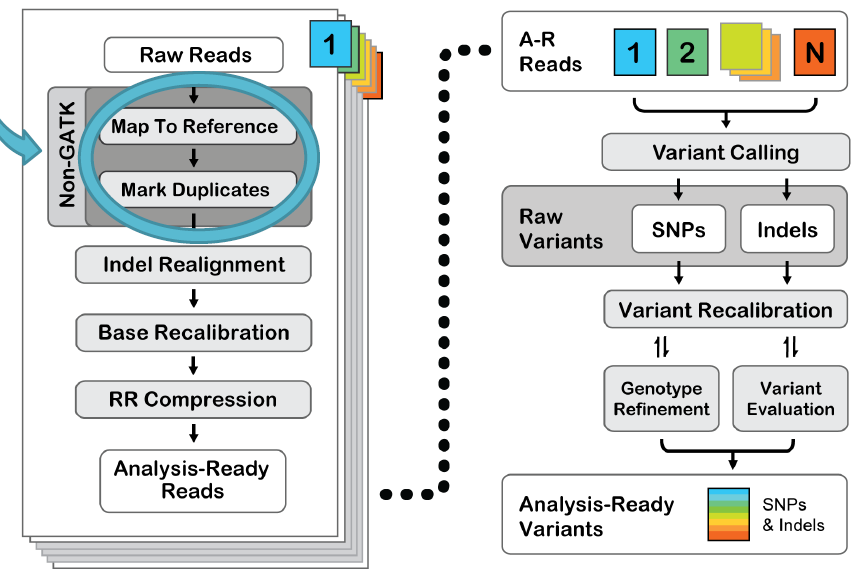 1
Raw Reads
Non-GATK
Map To Reference
Mark Duplicates
Indel Realignment
Base Recalibration
RR Compression
Analysis-Ready
Reads
A-R
Reads
1
2
N
Variant Calling
Raw
Variants
SNPs
Indels
Variant Recalibration
Genotype
Refinement
Variant
Evaluation
Analysis-Ready
Variants
SNPs
& Indels